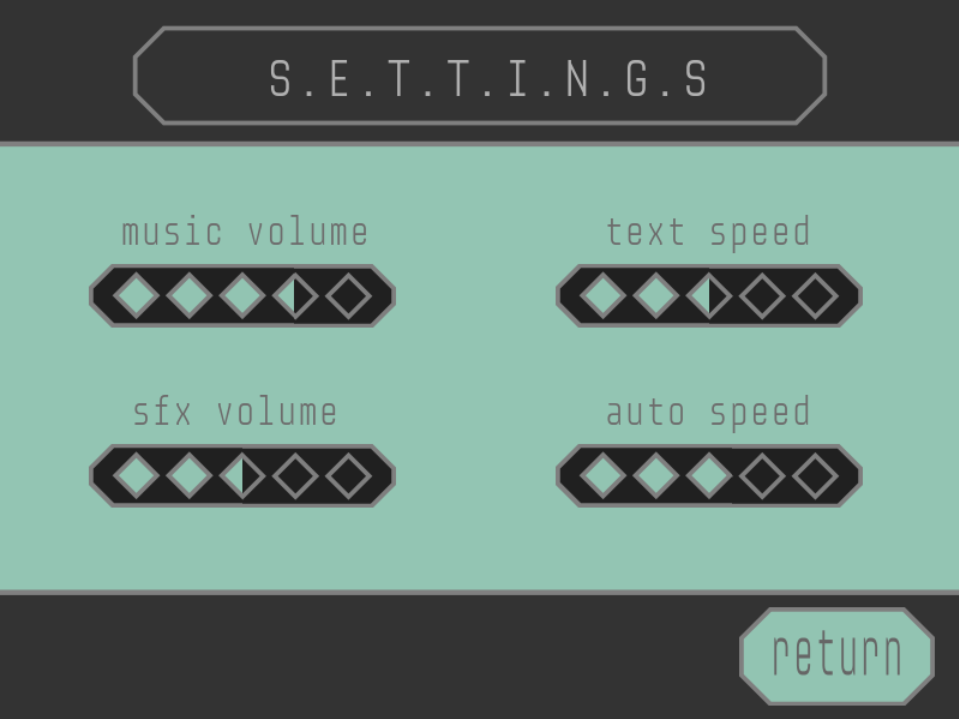 S.E.T.T.I.N.G.S
music volume
text speed
sfx volume
auto speed
return